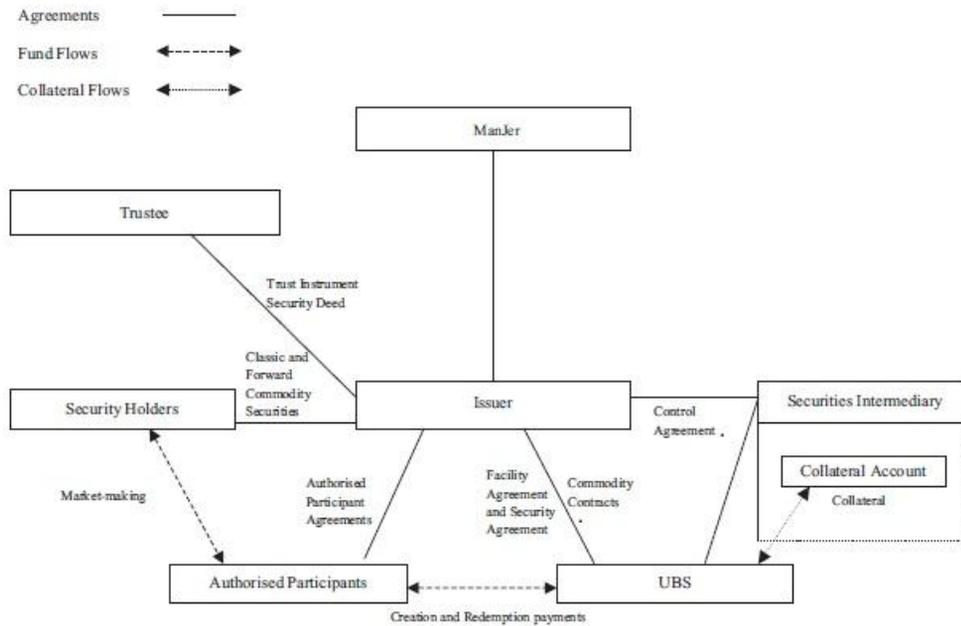 Agreements
Fund Flows
Collateral Flows
ManJer
Trustee
Trust Instrument
Security Deed
Classic and
Forward
Commodity
Securities
Security Holders
Issuer
Control
Agreement
Securities Intermediary
Collateral Account
Collateral
Market-making
Authorised
Participant
Agreements
Facility
Agreement
and Security
Agreement
Commodity
Contracts
Authorised Participants
UBS
Creation and Redemption payments